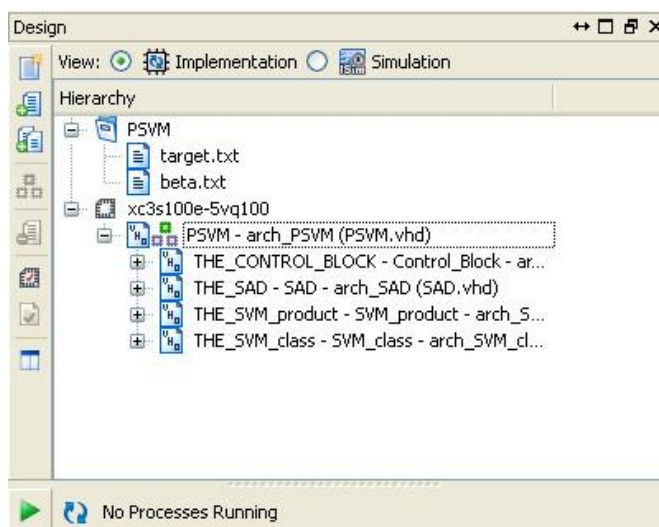 Design
View: Implementation Simulation
Hierarchy
PSVM
target.txt
beta.txt
xc3s100e-5vq100
PSVM - arch_PSVM (PSVM.vhd)
THE_CONTROL_BLOCK - Control_Block - ar...
THE_SAD - SAD - arch_SAD (SAD.vhd)
THE_SVM_product - SVM_product - arch_S...
THE_SVM_class - SVM_class - arch_SVM_cl...
No Processes Running